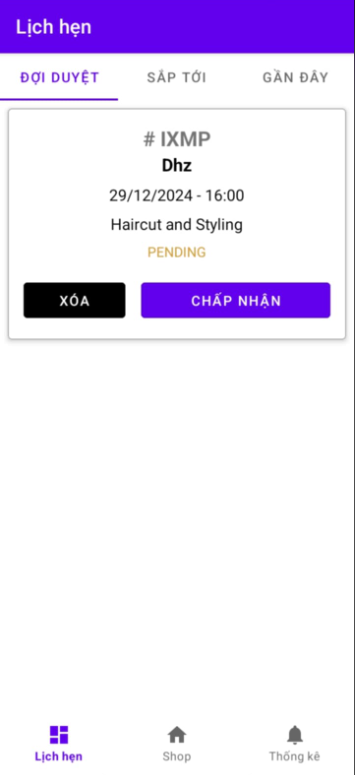 Lịch hẹn
ĐỢI DUYỆT SẮP TỚI GẦN ĐÂY
# IXMP
Dhz
29/12/2024 - 16:00
Haircut and Styling
PENDING
XÓA CHẤP NHẬN
Lịch hẹn Shop Thống kê